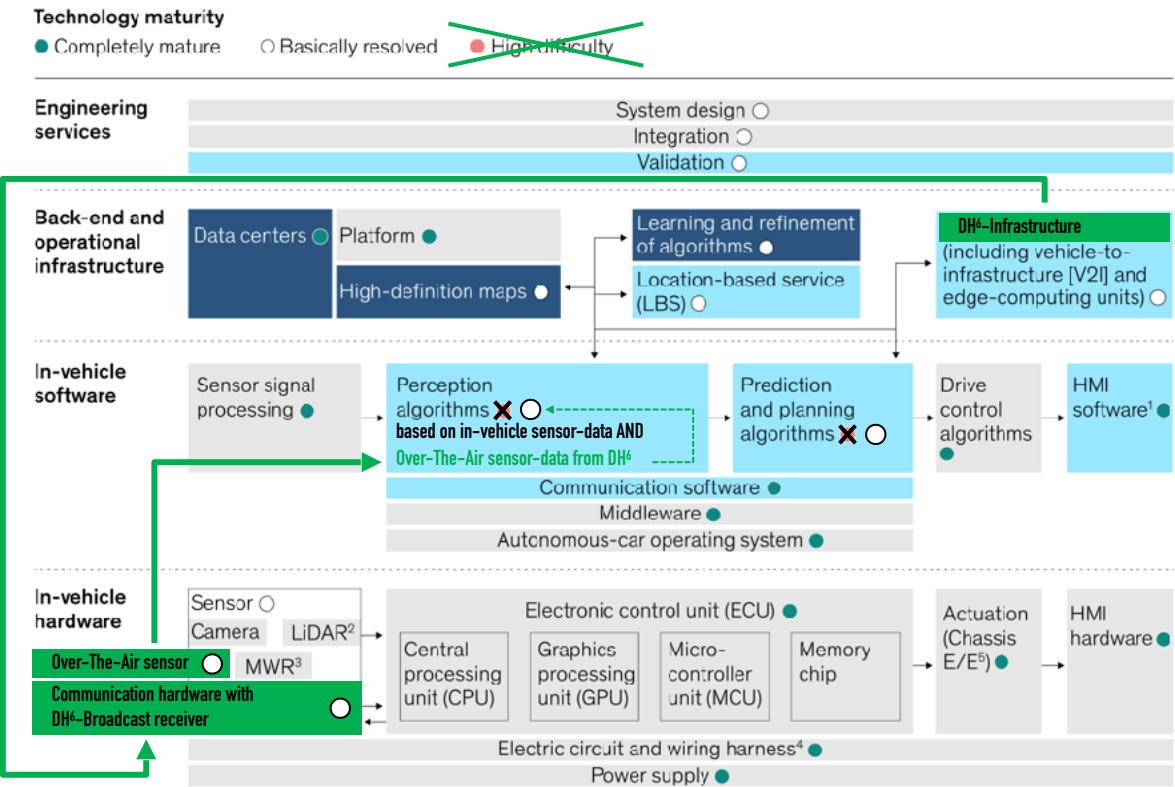 Technology maturity
Completely mature
Basically resolved
High difficulty
Engineering
services
System design
Integration
Validation
Back-end and
operational
infrastructure
Data centers
Platform
High-definition maps
Learning and refinement
of algorithms
Location-based service
(LBS)
DH⁶-Infrastructure
(including vehicle-to-
infrastructure [V2I] and
edge-computing units)
In-vehicle
software
Sensor signal
processing
Perception
algorithms
based on in-vehicle sensor-data AND
Over-The-Air sensor-data from DH⁶
Prediction
and planning
algorithms
Drive
control
algorithms
HMI
software¹
Communication software
Middleware
Autonomous-car operating system
In-vehicle
hardware
Sensor
Camera
LiDAR²
Over-The-Air sensor
MWR³
Communication hardware with
DH⁶-Broadcast receiver
Electronic control unit (ECU)
Central
processing
unit (CPU)
Graphics
processing
unit (GPU)
Micro-
controller
unit (MCU)
Memory
chip
Actuation
(Chassis
E/E⁵)
HMI
hardware
Electric circuit and wiring harness⁴
Power supply